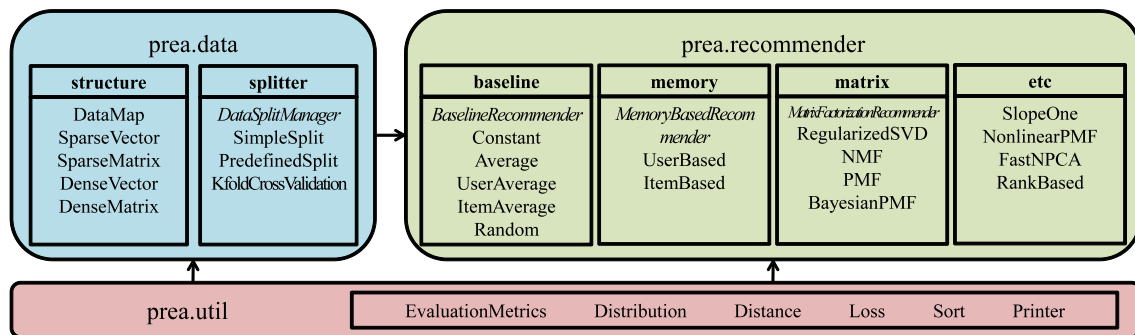 prea.data
structure
DataMap
SparseVector
SparseMatrix
DenseVector
DenseMatrix
splitter
DataSplitManager
SimpleSplit
PredefinedSplit
KfoldCrossValidation
prea.recommender
baseline
BaselineRecommender
Constant
Average
UserAverage
ItemAverage
Random
memory
MemoryBasedRecom
mender
UserBased
ItemBased
matrix
MatrixFactorizationRecommender
RegularizedSVD
NMF
PMF
BayesianPMF
etc
SlopeOne
NonlinearPMF
FastNPCA
RankBased
prea.util
EvaluationMetrics Distribution Distance Loss Sort Printer